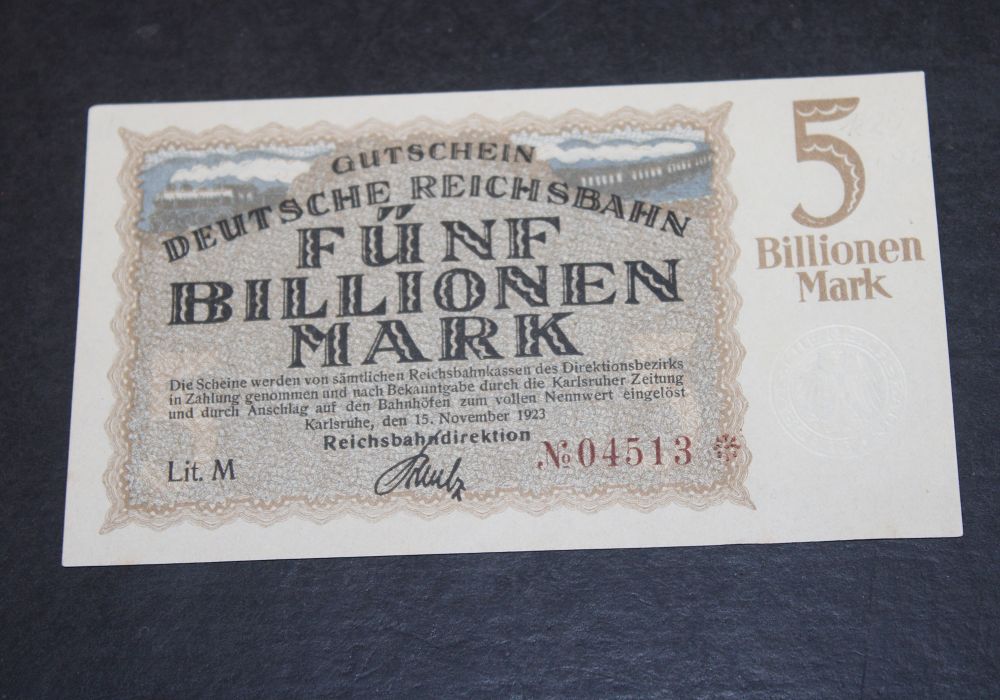 GUTSCHEIN
DEUTSCHE REICHSBAHN
FÜNF
BILLIONEN
MARK
Die Scheine werden von sämtlichen Reichsbahnkassen des Direktionsbezirks
in Zahlung genommen und nach Bekanntgabe durch die Karlsruher Zeitung
und durch Anschlag auf den Bahnhöfen zum vollen Nennwert eingelöst
Karlsruhe, den 15. November 1923
Reichsbahndirektion
Lit. M
№ 04513
5
Billionen
Mark